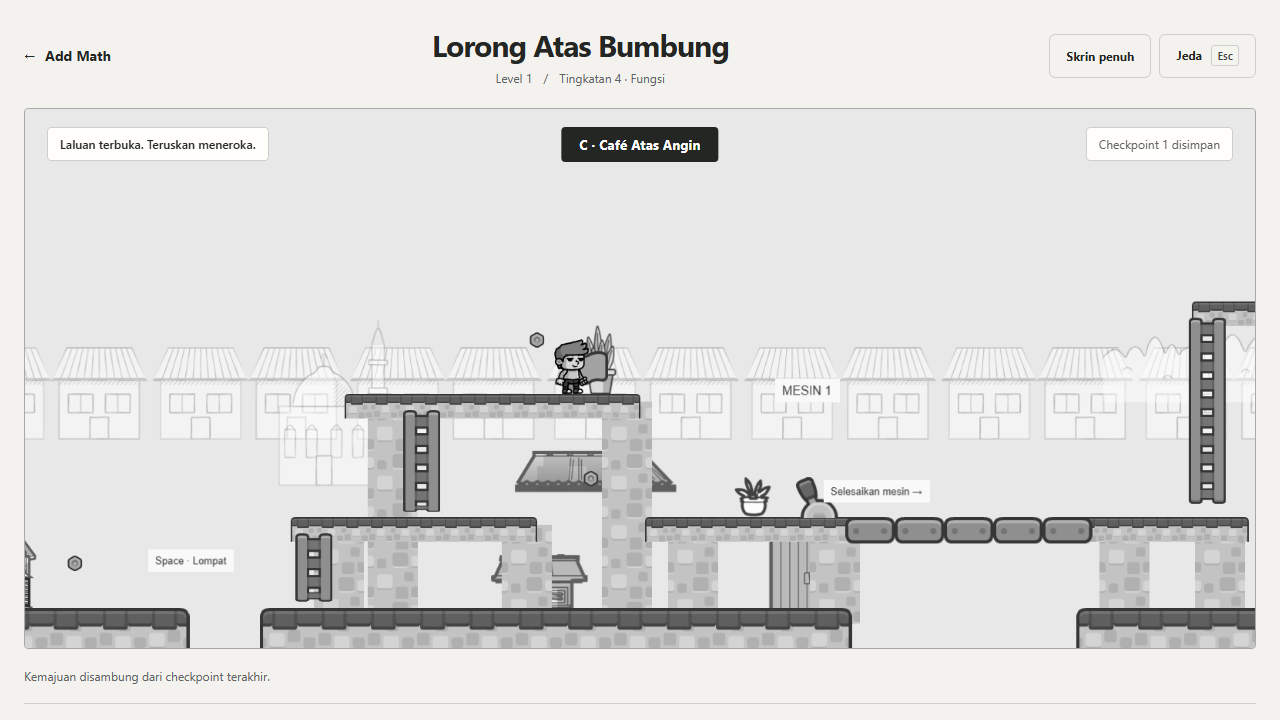 ← Add Math
Lorong Atas Bumbung
Level 1 / Tingkatan 4 · Fungsi
Skrin penuh
Jeda Esc
Laluan terbuka. Teruskan meneroka.
C · Café Atas Angin
Checkpoint 1 disimpan
MESIN 1
Selesaikan mesin →
Space · Lompat
Kemajuan disambung dari checkpoint terakhir.